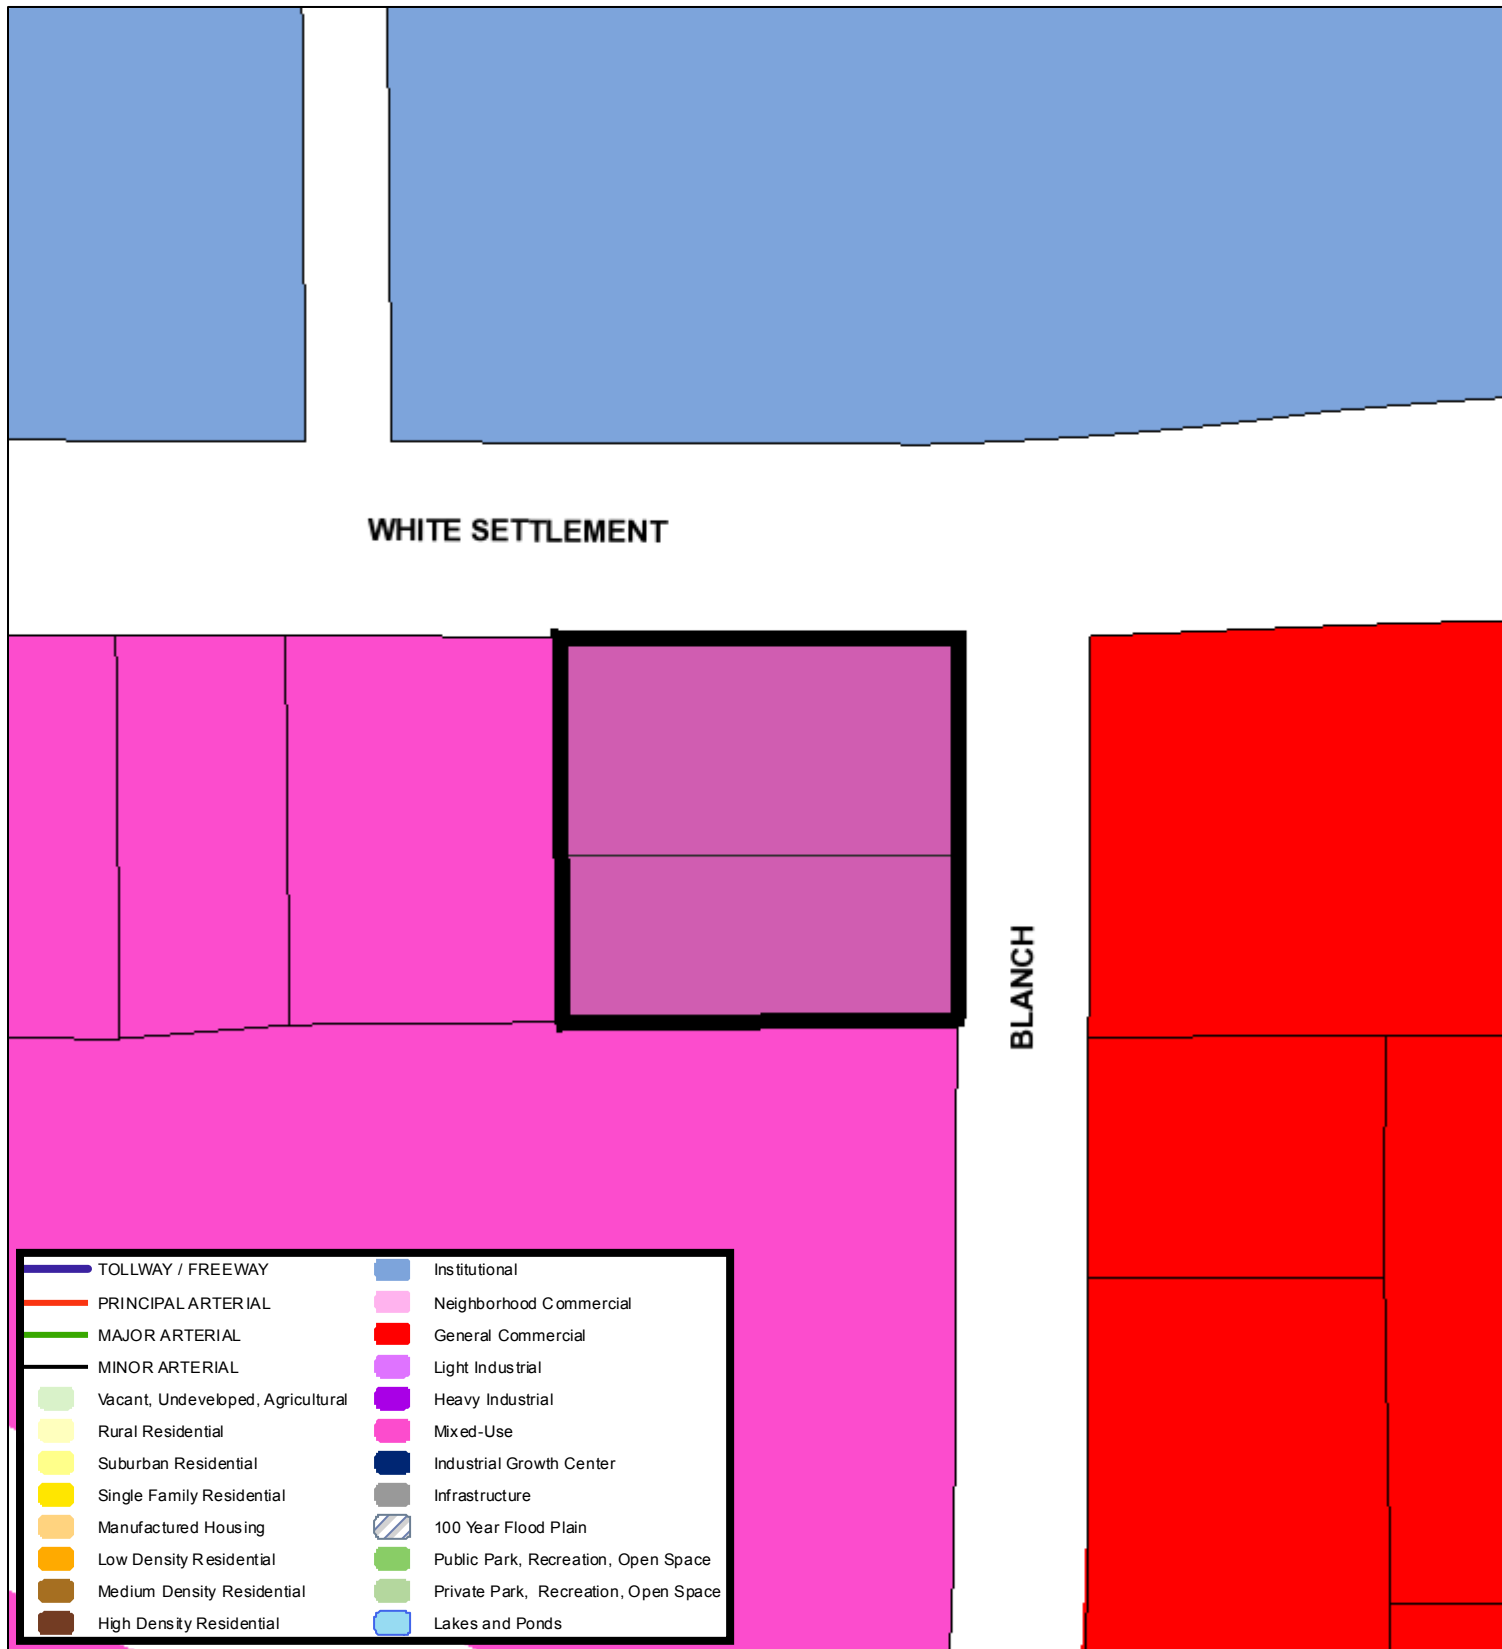 WHITE SETTLEMENT
BLANCH
TOLLWAY / FREEWAY
PRINCIPAL ARTERIAL
MAJOR ARTERIAL
MINOR ARTERIAL
Vacant, Undeveloped, Agricultural
Rural Residential
Suburban Residential
Single Family Residential
Manufactured Housing
Low Density Residential
Medium Density Residential
High Density Residential
Institutional
Neighborhood Commercial
General Commercial
Light Industrial
Heavy Industrial
Mixed-Use
Industrial Growth Center
Infrastructure
100 Year Flood Plain
Public Park, Recreation, Open Space
Private Park, Recreation, Open Space
Lakes and Ponds